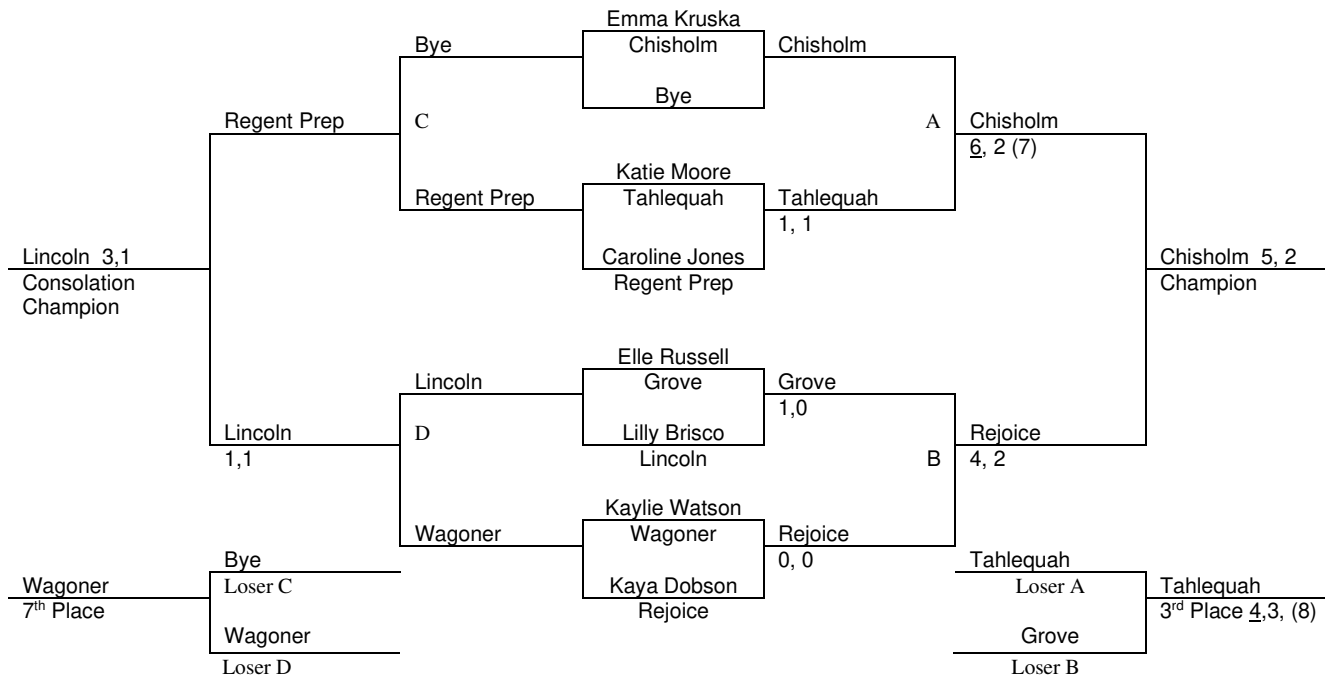 Emma Kruska
Bye Chisholm Chisholm
Bye
Regent Prep C A Chisholm
6, 2 (7)
Katie Moore
Regent Prep Tahlequah Tahlequah
1, 1
Lincoln 3,1 Caroline Jones Chisholm 5, 2
Consolation Regent Prep Champion
Champion
Elle Russell
Lincoln Grove Grove
1,0
Lincoln D Lilly Brisco Rejoice
1,1 Lincoln B 4, 2
Kaylie Watson
Wagoner Wagoner Rejoice
0, 0
Bye Tahlequah
Wagoner Loser C Kaya Dobson Loser A Tahlequah
7th Place Rejoice 3rd Place 4,3, (8)
Wagoner Grove
Loser D Loser B